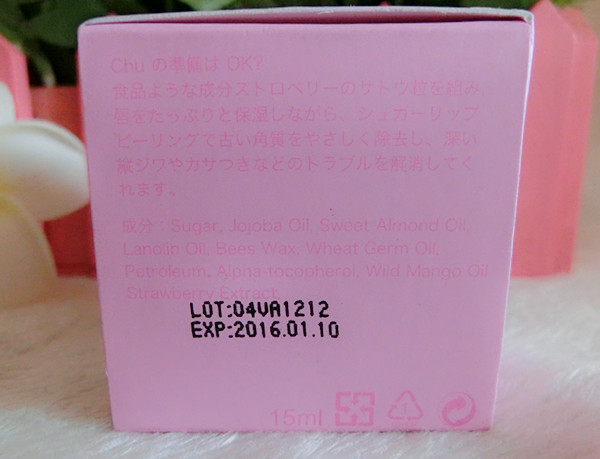 Chu の準備は OK?
食品ような成分ストロベリーのサトウ粒を組み
唇をたっぷりと保湿しながら、シュガーリップ
ピーリングで古い角質をやさしく除去し、深い
縦ジワやカサつきなどのトラブルを解消してく
れます。
成分：Sugar, Jojoba Oil, Sweet Almond Oil,
Lanolin Oil, Bees Wax, Wheat Germ Oil,
Petroleum, Alpha-tocopherol, Wild Mango Oil
Strawberry Extract
LOT:04VA1212
EXP:2016.01.10
15ml